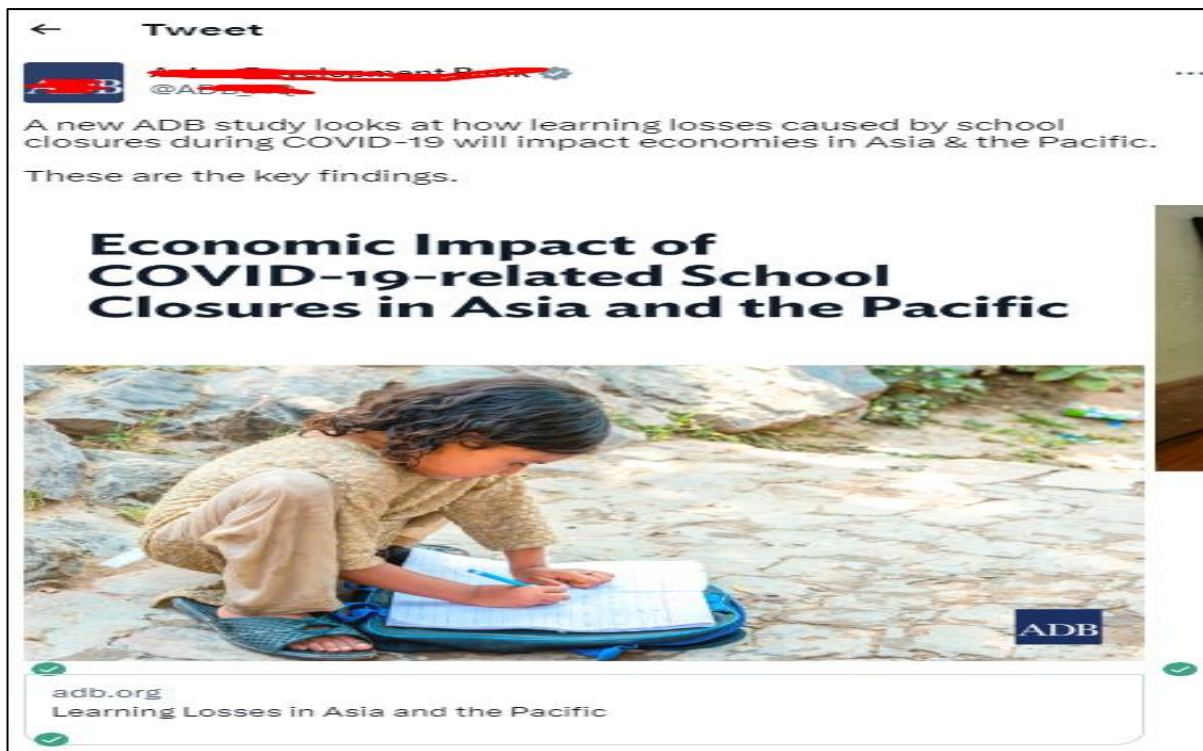 Tweet
A new ADB study looks at how learning losses caused by school
closures during COVID-19 will impact economies in Asia & the Pacific.
These are the key findings.
Economic Impact of
COVID-19-related School
Closures in Asia and the Pacific
ADB
adb.org
Learning Losses in Asia and the Pacific